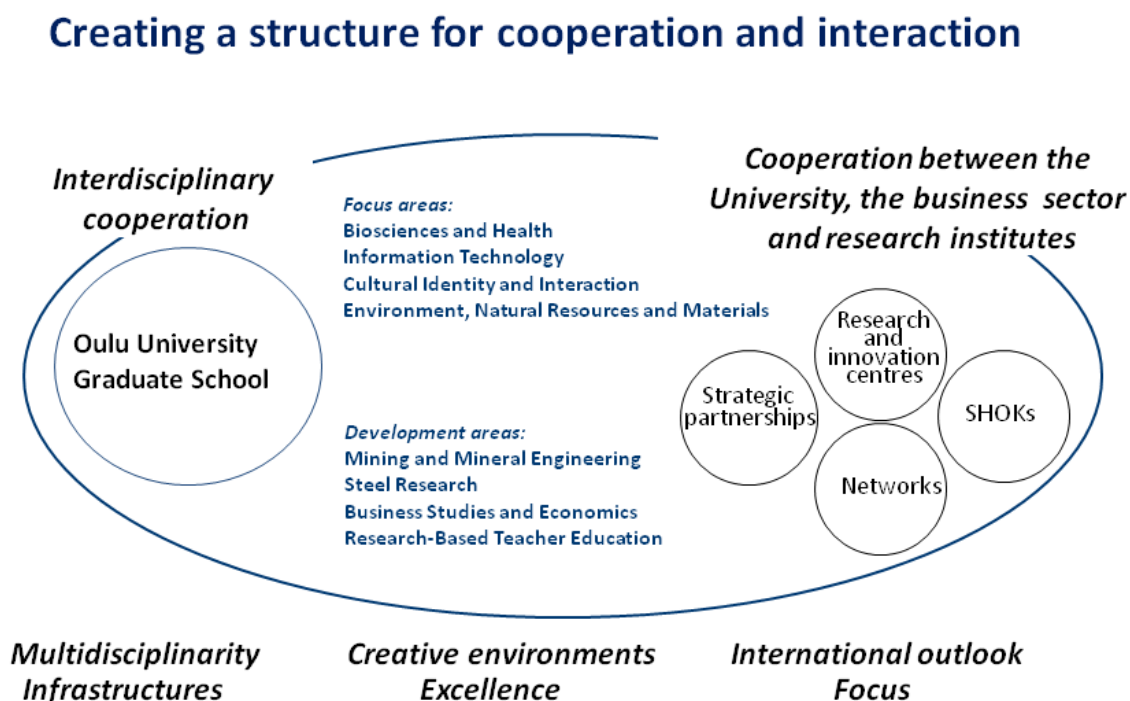 Creating a structure for cooperation and interaction
Interdisciplinary
cooperation
Cooperation between the
University, the business sector
and research institutes
Focus areas:
Biosciences and Health
Information Technology
Cultural Identity and Interaction
Environment, Natural Resources and Materials
Oulu University
Graduate School
Research
and
innovation
centres
Strategic
partnerships
SHOKs
Networks
Development areas:
Mining and Mineral Engineering
Steel Research
Business Studies and Economics
Research-Based Teacher Education
Multidisciplinarity
Infrastructures
Creative environments
Excellence
International outlook
Focus